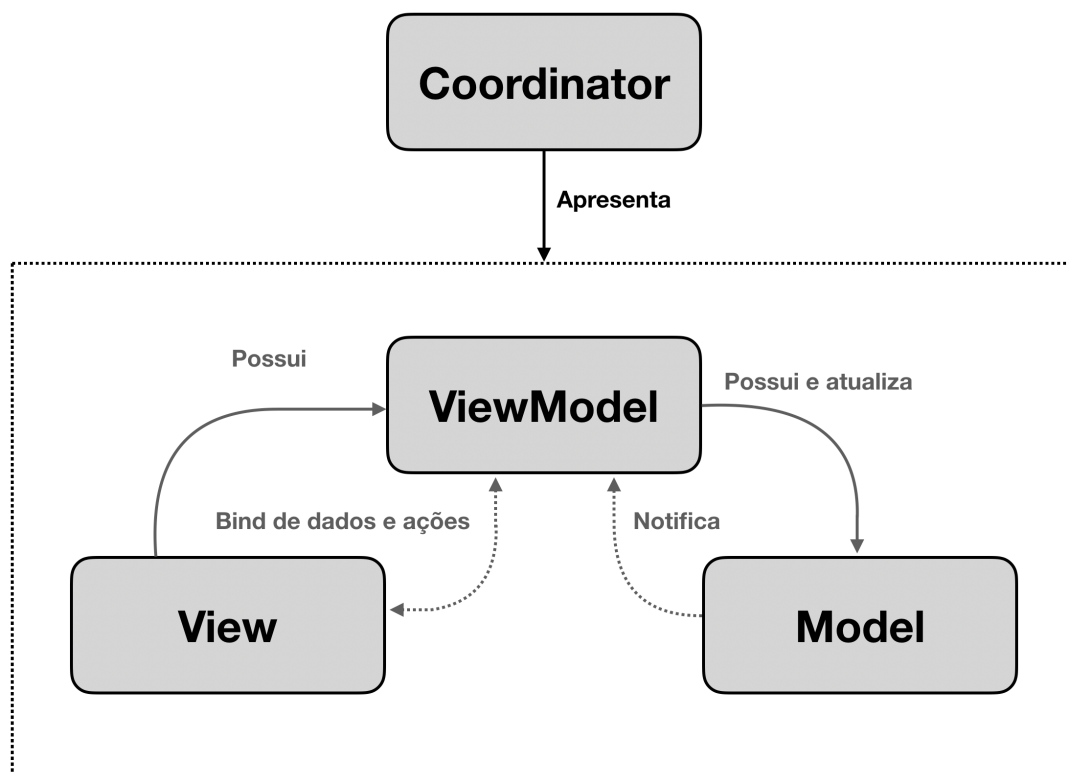 Coordinator
Apresenta
Possui
ViewModel
Possui e atualiza
Bind de dados e ações
Notifica
View
Model